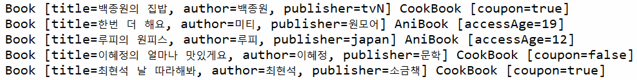 Book [title=백종원의 집밥, author=백종원, publisher=tvN] CookBook [coupon=true]
Book [title=한번 더 해요, author=미티, publisher=원모어] AniBook [accessAge=19]
Book [title=루피의 원피스, author=루피, publisher=japan] AniBook [accessAge=12]
Book [title=이혜정의 얼마나 맛있게요, author=이혜정, publisher=문학] CookBook [coupon=false]
Book [title=최현석 날 따라해봐, author=최현석, publisher=소금책] CookBook [coupon=true]